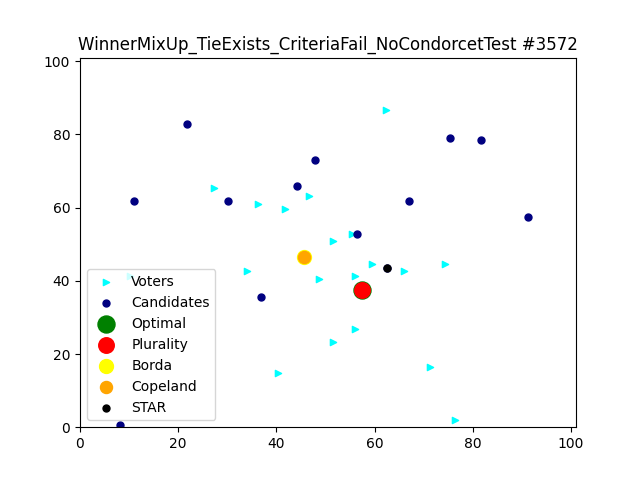 WinnerMixUp_TieExists_CriteriaFail_NoCondorcetTest #3572
100
80
60
40
20
0
Voters
Candidates
Optimal
Plurality
Borda
Copeland
STAR
0 20 40 60 80 100